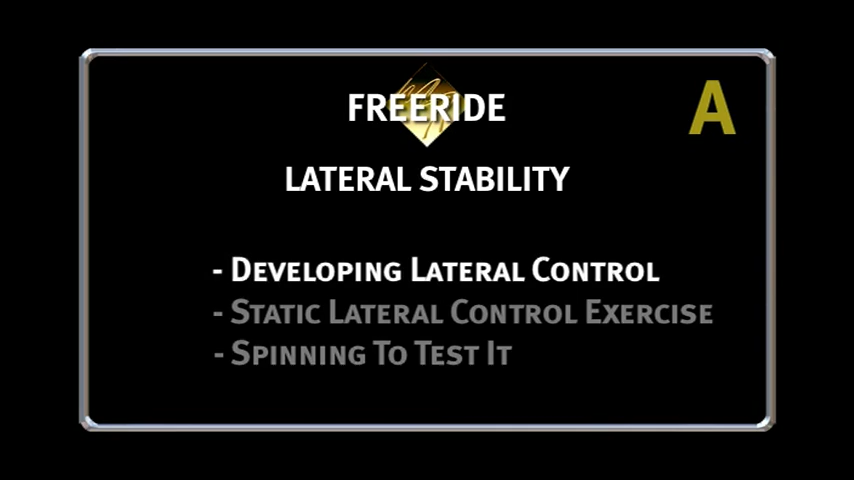 FREERIDE
A
LATERAL STABILITY
- DEVELOPING LATERAL CONTROL
- STATIC LATERAL CONTROL EXERCISE
- SPINNING TO TEST IT